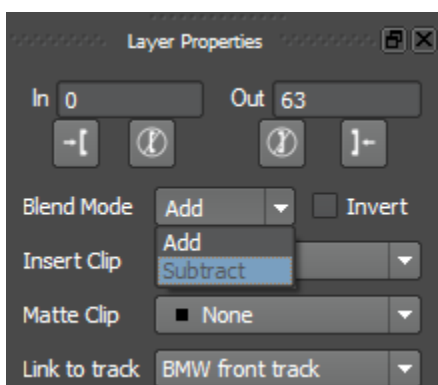 Layer Properties
In 0 Out 63
Blend Mode Add Invert
Add
Insert Clip
Subtract
Matte Clip None
Link to track BMW front track